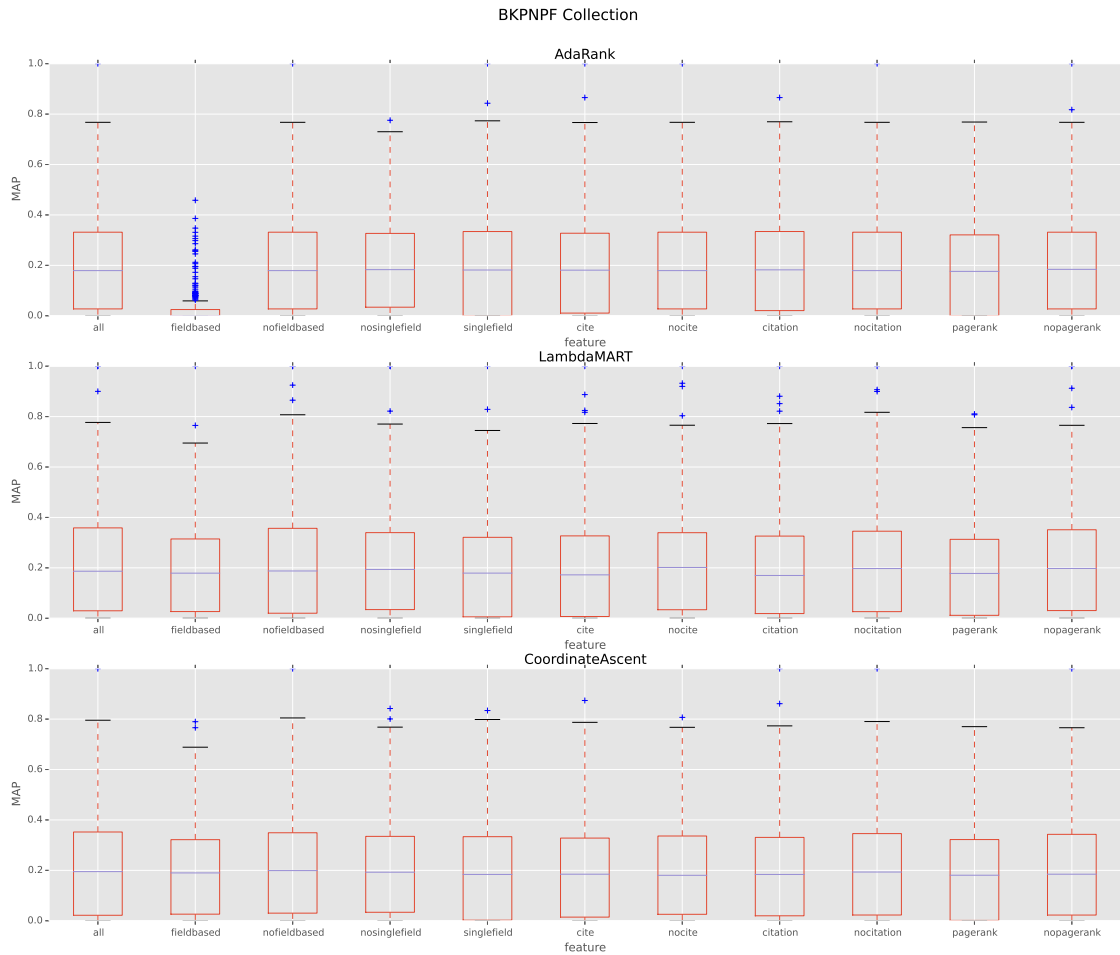 BKPNPF Collection
AdaRank
MAP
1.0
0.8
0.6
0.4
0.2
0.0
all fieldbased nofieldbased nosinglefield singlefield cite nocite citation nocitation pagerank nopagerank
feature
LambdaMART
MAP
1.0
0.8
0.6
0.4
0.2
0.0
all fieldbased nofieldbased nosinglefield singlefield cite nocite citation nocitation pagerank nopagerank
feature
CoordinateAscent
MAP
1.0
0.8
0.6
0.4
0.2
0.0
all fieldbased nofieldbased nosinglefield singlefield cite nocite citation nocitation pagerank nopagerank
feature